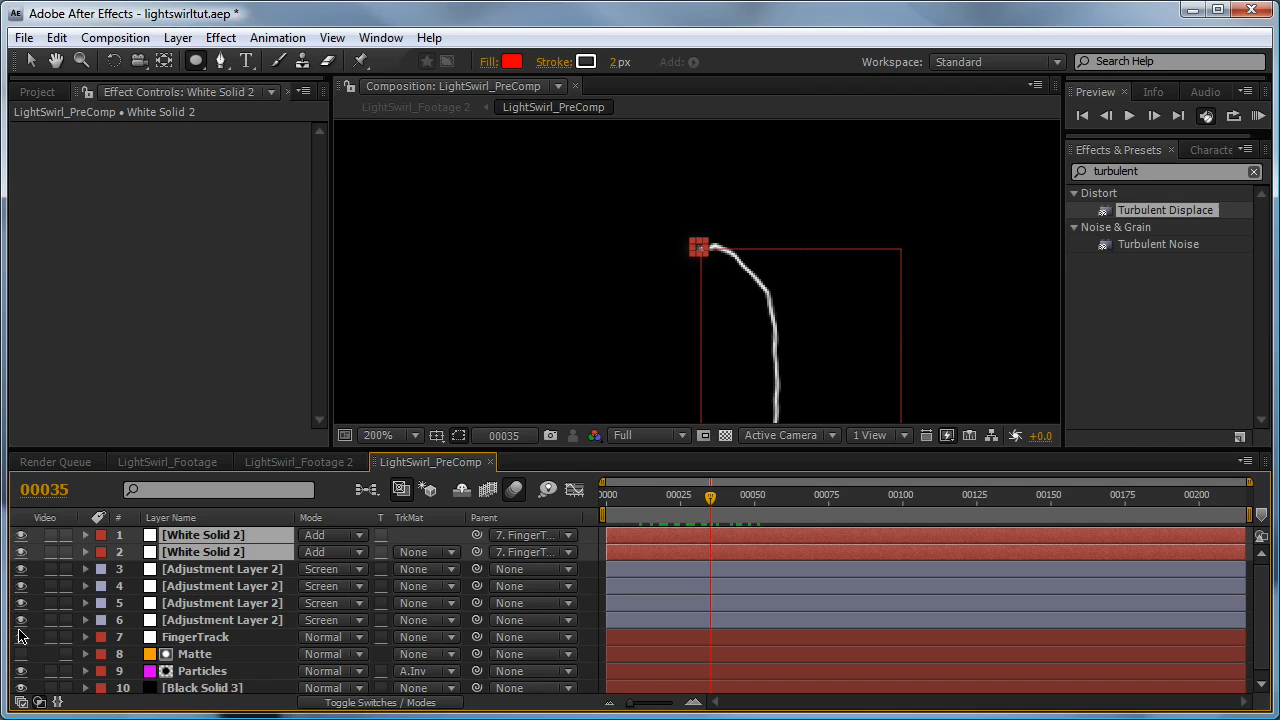 Adobe After Effects - lightswirltut.aep *
File Edit Composition Layer Effect Animation View Window Help
Fill: Stroke: 2 px Add: Workspace: Standard Search Help
Project Effect Controls: White Solid 2 Composition: LightSwirl_PreComp Preview Info Audio
LightSwirl_PreComp • White Solid 2 LightSwirl_Footage 2 LightSwirl_PreComp
Effects & Presets Characte
turbulent
Distort
Turbulent Displace
Noise & Grain
Turbulent Noise
200% 00035 Full Active Camera 1 View +0.0
Render Queue LightSwirl_Footage LightSwirl_Footage 2 LightSwirl_PreComp
00035 0000 00025 00050 00075 00100 00125 00150 00175 00200
Video # Layer Name Mode T TrkMat Parent
1 [White Solid 2] Add 7. FingerT...
2 [White Solid 2] Add None 7. FingerT...
3 [Adjustment Layer 2] Screen None None
4 [Adjustment Layer 2] Screen None None
5 [Adjustment Layer 2] Screen None None
6 [Adjustment Layer 2] Screen None None
7 FingerTrack Normal None None
8 Matte Normal None None
9 Particles Normal A.Inv None
10 [Black Solid 3] Normal None None
Toggle Switches / Modes